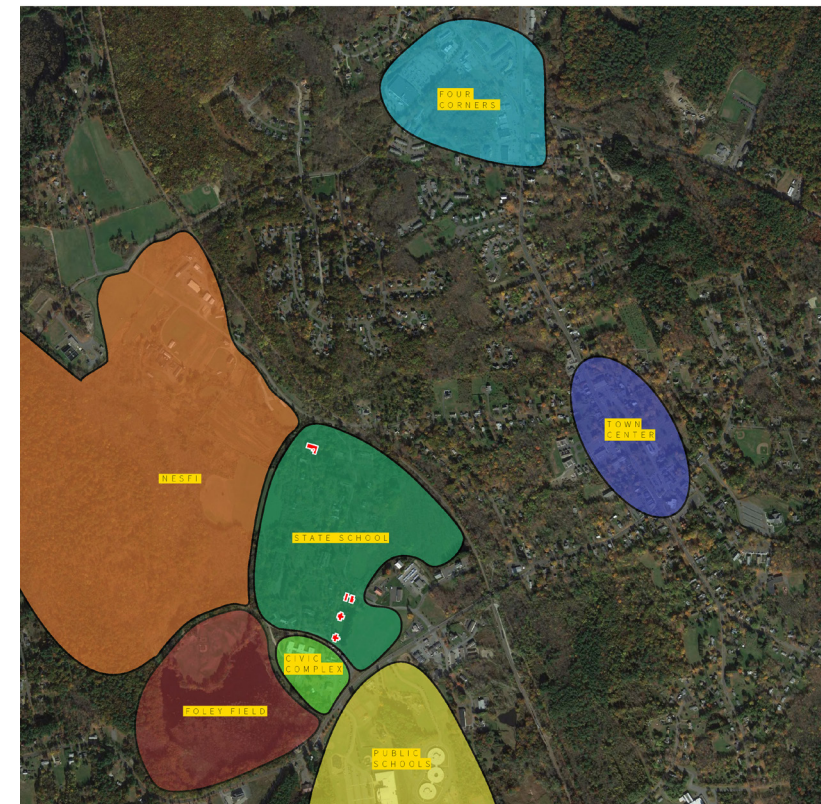 FOUR
CORNERS
TOWN
CENTER
NESFI
STATE SCHOOL
CIVIC
COMPLEX
FOLEY FIELD
PUBLIC
SCHOOLS